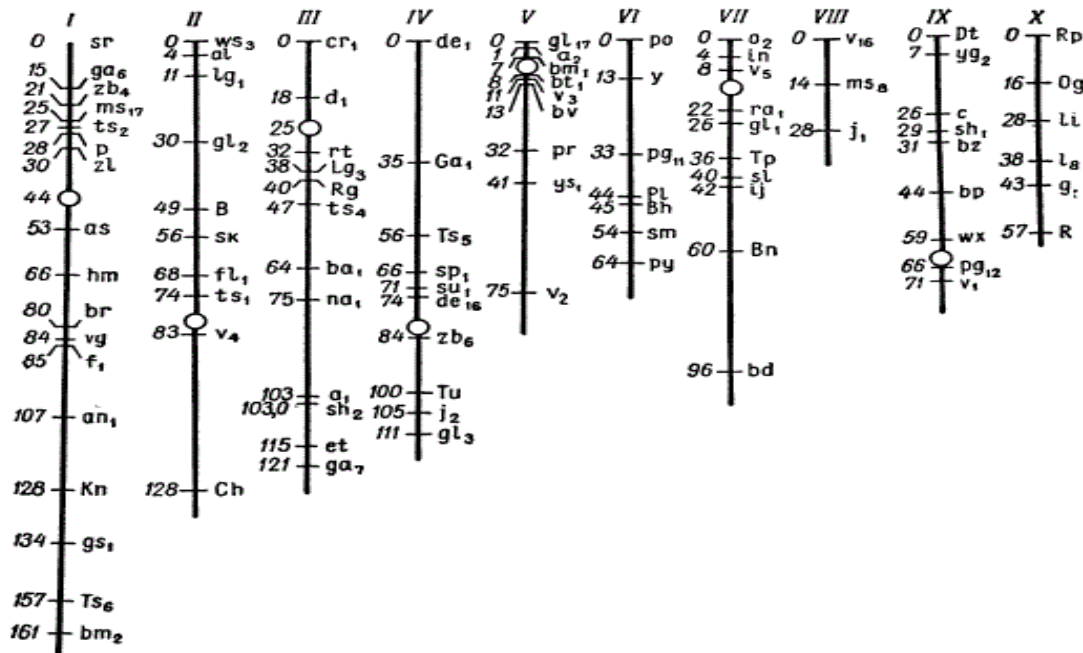 I
0 sr
15 ga₆
21 zb₄
25 ms₁₇
27 ts₂
28 p
30 zl
44
53 as
66 hm
80 br
84 vg
85 f₁
107 an₁
128 Kn
134 gs₁
157 Ts₆
161 bm₂
II
0 ws₃
4 al
11 lg₁
30 gl₂
49 B
56 sk
68 fl₁
74 ts₁
83 v₄
128 Ch
III
0 cr₁
18 d₁
25
32 rt
38 Lg₃
40 Rg
47 ts₄
64 ba₁
75 na₁
103 a₁
103,0 sh₂
115 et
121 ga₇
IV
0 de₁
35 Ga₁
56 Ts₅
66 sp₁
71 su₁
74 de₁₆
84 zb₆
100 Tu
105 j₂
111 gl₃
V
0 gl₁₇
1 a₂
7 bm₁
8 bt₁
11 v₃
13 bv
32 pr
41 ys₁
75 v₂
VI
0 po
13 y
33 pg₁₁
44 Pl
45 Bh
54 sm
64 py
VII
0 o₂
4 in
8 v₅
22 ra₁
26 gl₁
36 Tp
40 sl
42 ij
60 Bn
96 bd
VIII
0 v₁₆
14 ms₈
28 j₁
IX
0 Dt
7 yg₂
26 c
29 sh₁
31 bz
44 bp
59 wx
66 pg₁₂
71 v₁
X
0 Rp
16 Og
28 li
38 l₈
43 g₁
57 R